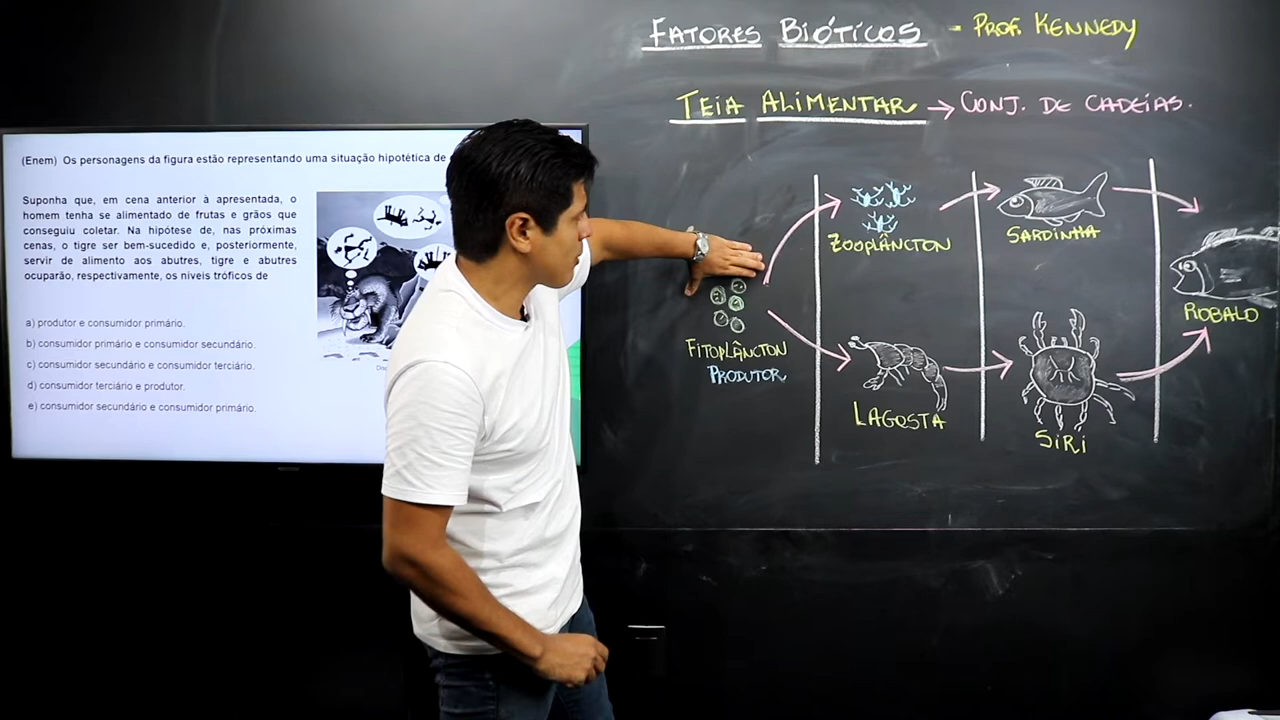 FATORES BIÓTICOS - PROF. KENNEDY
TEIA ALIMENTAR → CONJ. DE CADEIAS.
(Enem) Os personagens da figura estão representando uma situação hipotética de
Suponha que, em cena anterior à apresentada, o
homem tenha se alimentado de frutas e grãos que
conseguiu coletar. Na hipótese de, nas próximas
cenas, o tigre ser bem-sucedido e, posteriormente,
servir de alimento aos abutres, tigre e abutres
ocuparão, respectivamente, os níveis tróficos de
a) produtor e consumidor primário.
b) consumidor primário e consumidor secundário.
c) consumidor secundário e consumidor terciário.
d) consumidor terciário e produtor.
e) consumidor secundário e consumidor primário.
FITOPLÂNCTON
PRODUTOR
ZOOPLÂNCTON
LAGOSTA
SARDINHA
SIRI
ROBALO